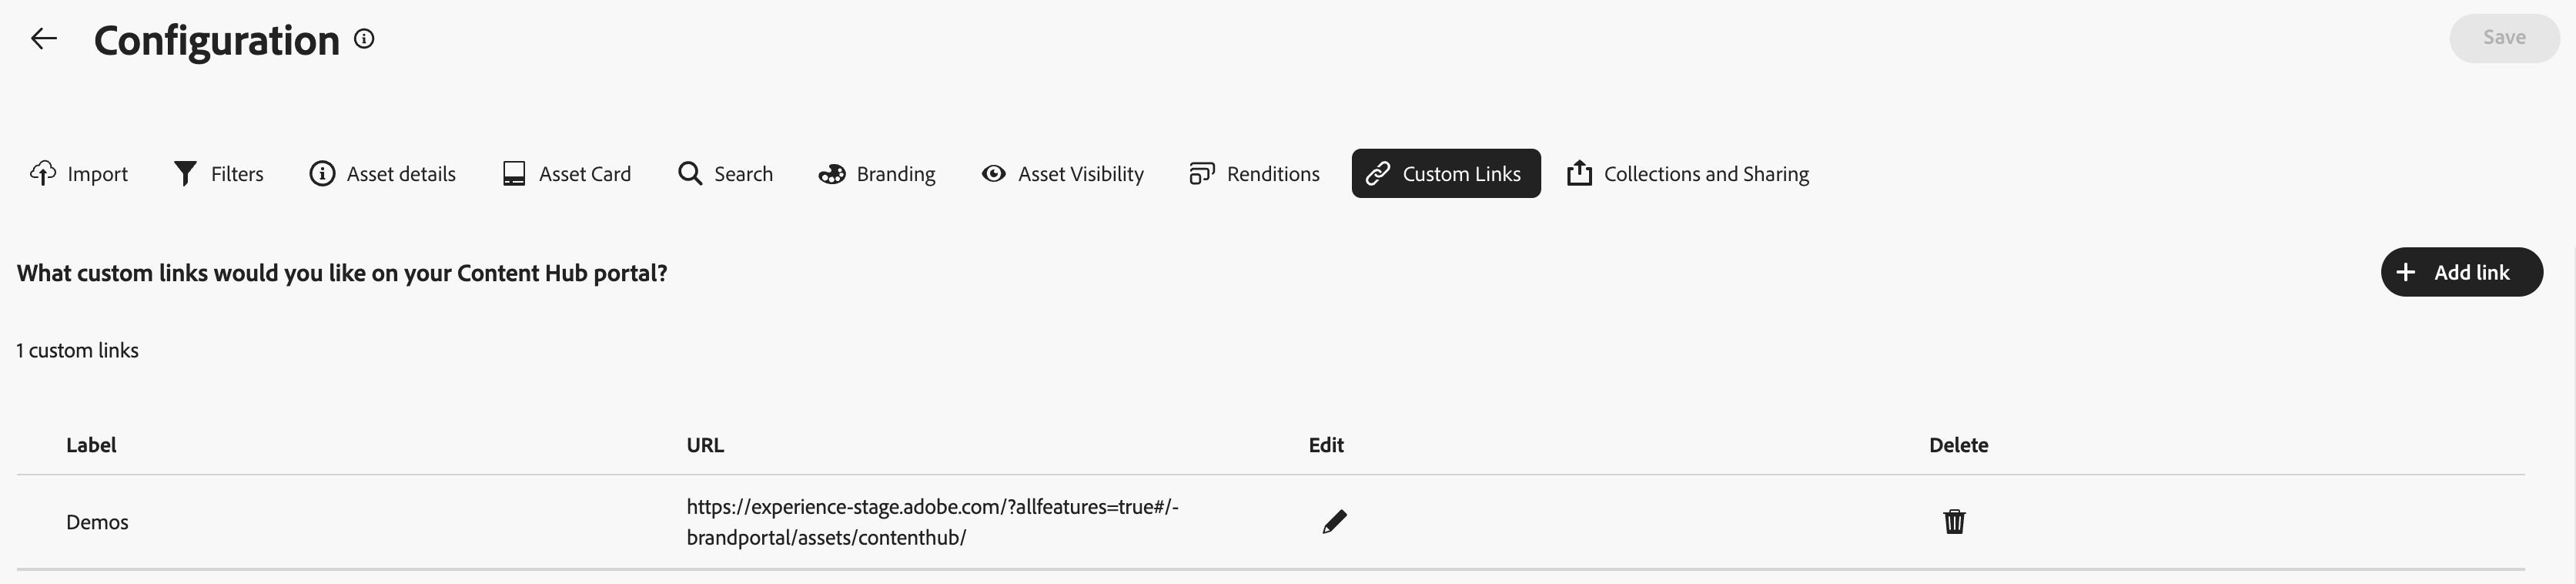 Configuration
Save
Import Filters Asset details Asset Card Search Branding Asset Visibility Renditions Custom Links Collections and Sharing
What custom links would you like on your Content Hub portal?
+ Add link
1 custom links
Label URL Edit Delete
Demos
https://experience-stage.adobe.com/?allfeatures=true#/-
brandportal/assets/contenthub/